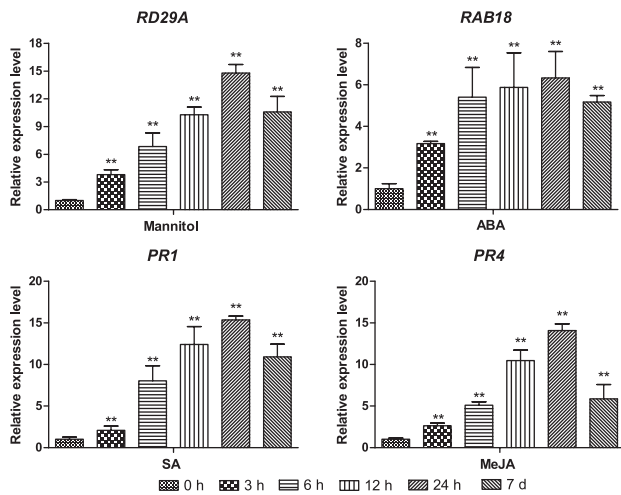 RD29A
Relative expression level
18
15
12
9
6
3
0
** ** ** ** **
Mannitol
RAB18
Relative expression level
8
6
4
2
0
** ** ** ** **
ABA
PR1
Relative expression level
20
15
10
5
0
** ** ** ** **
SA
PR4
Relative expression level
20
15
10
5
0
** ** ** ** **
MeJA
0 h 3 h 6 h 12 h 24 h 7 d